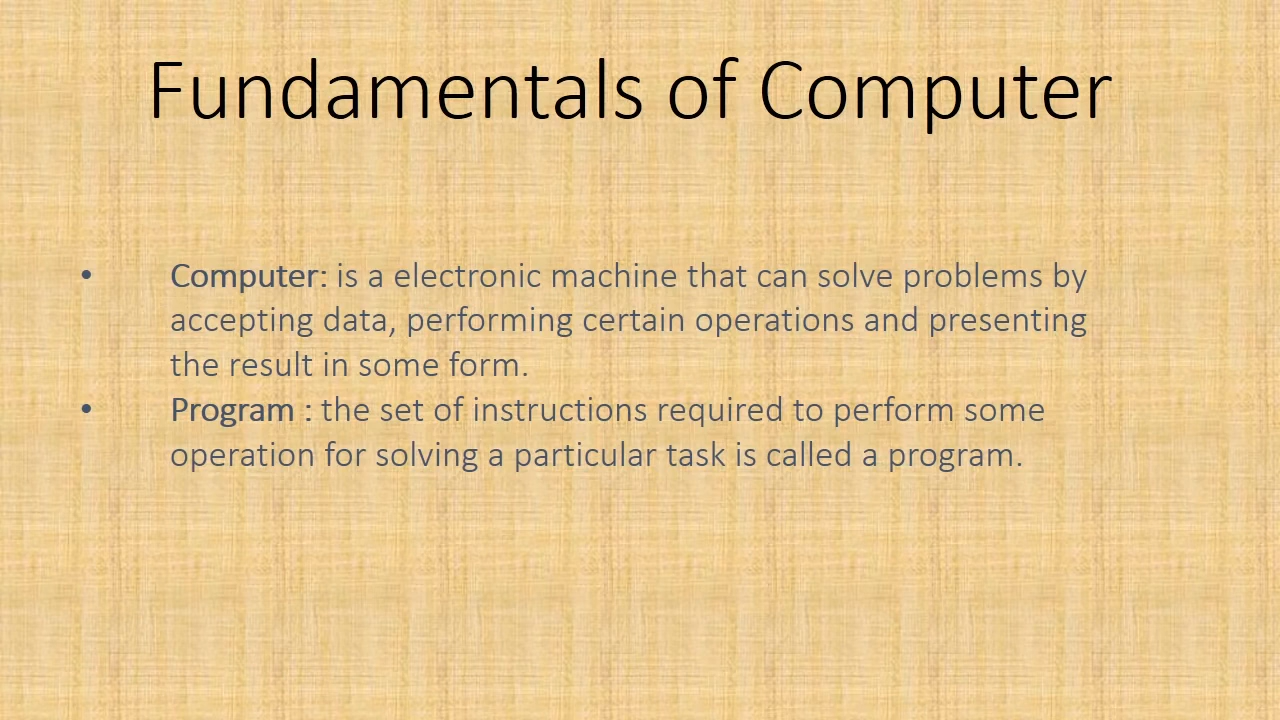 Fundamentals of Computer
• Computer: is a electronic machine that can solve problems by
accepting data, performing certain operations and presenting
the result in some form.
• Program : the set of instructions required to perform some
operation for solving a particular task is called a program.